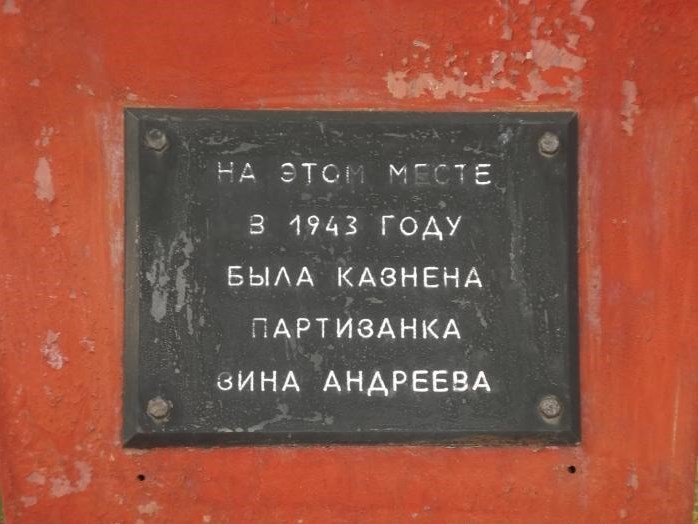 НА ЭТОМ МЕСТЕ
В 1943 ГОДУ
БЫЛА КАЗНЕНА
ПАРТИЗАНКА
ЗИНА АНДРЕЕВА